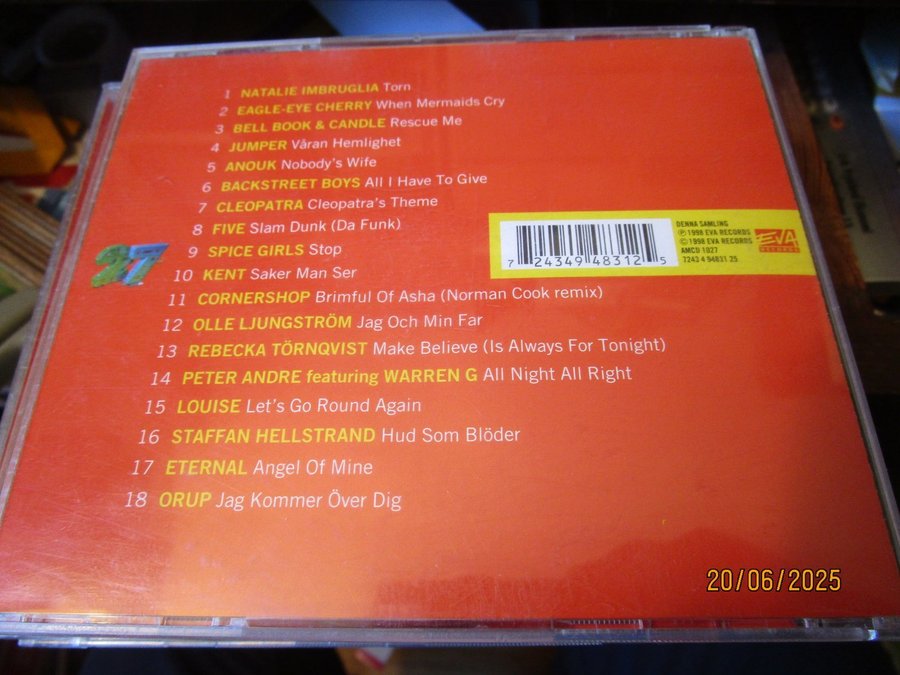 1 NATALIE IMBRUGLIA Torn
2 EAGLE-EYE CHERRY When Mermaids Cry
3 BELL BOOK & CANDLE Rescue Me
4 JUMPER Våran Hemlighet
5 ANOUK Nobody's Wife
6 BACKSTREET BOYS All I Have To Give
7 CLEOPATRA Cleopatra's Theme
8 FIVE Slam Dunk (Da Funk)
9 SPICE GIRLS Stop
10 KENT Saker Man Ser
11 CORNERSHOP Brimful Of Asha (Norman Cook remix)
12 OLLE LJUNGSTRÖM Jag Och Min Far
13 REBECKA TÖRNQVIST Make Believe (Is Always For Tonight)
14 PETER ANDRE featuring WARREN G All Night All Right
15 LOUISE Let's Go Round Again
16 STAFFAN HELLSTRAND Hud Som Blöder
17 ETERNAL Angel Of Mine
18 ORUP Jag Kommer Över Dig
27
7 24349 48312 5
DENNA SAMLING
℗ 1998 EVA RECORDS
© 1998 EVA RECORDS
AMCD 1027
7243 4 94831 25
EVA
RECORDS
20/06/2025